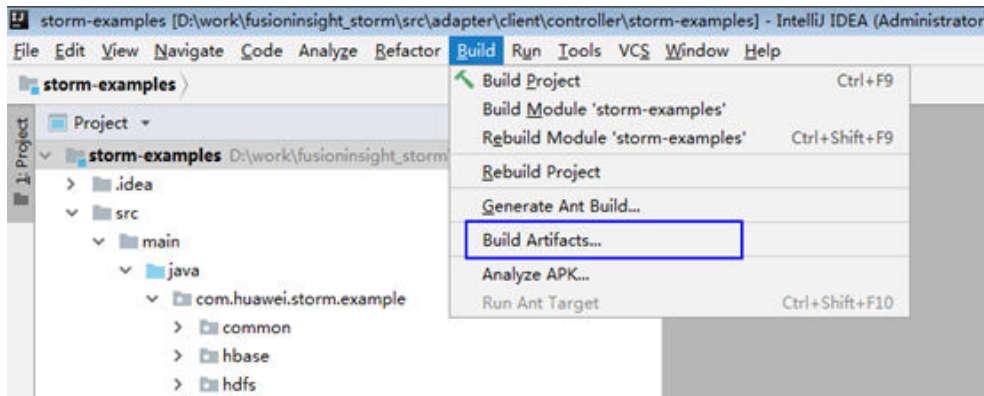 storm-examples [D:\work\fusioninsight_storm\src\adapter\client\controller\storm-examples] - IntelliJ IDEA (Administrator
File Edit View Navigate Code Analyze Refactor Build Run Tools VCS Window Help
storm-examples
Build Project Ctrl+F9
Build Module 'storm-examples'
Rebuild Module 'storm-examples' Ctrl+Shift+F9
Rebuild Project
Generate Ant Build...
Build Artifacts...
Analyze APK...
Run Ant Target Ctrl+Shift+F10
1: Project
Project
storm-examples D:\work\fusioninsight_storm
.idea
src
main
java
com.huawei.storm.example
common
hbase
hdfs